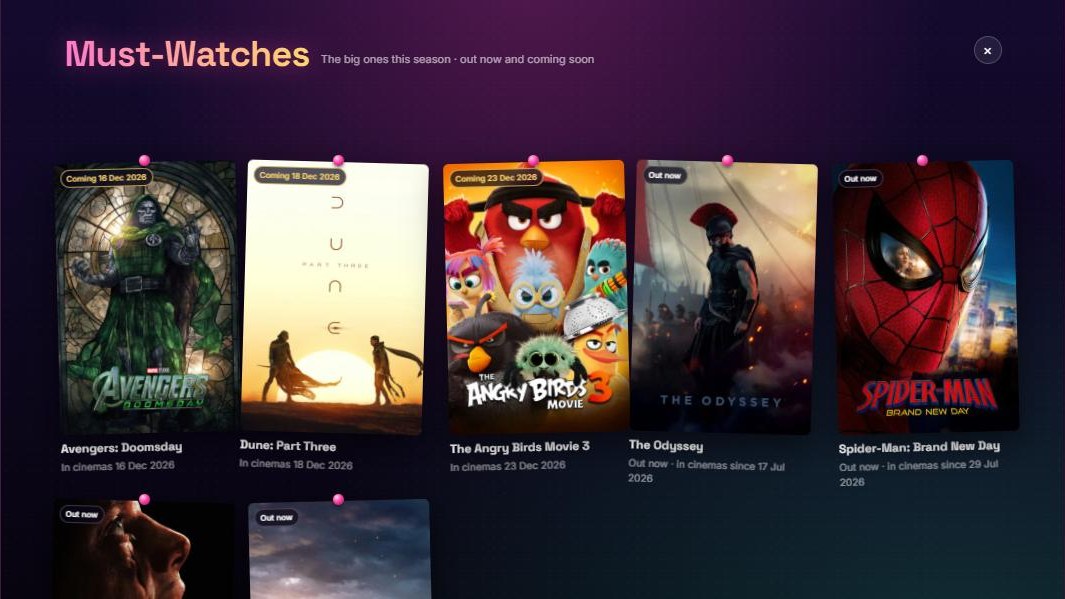 Must-Watches
The big ones this season · out now and coming soon
×
Coming 16 Dec 2026
MARVEL STUDIOS
AVENGERS
DOOMSDAY
Avengers: Doomsday
In cinemas 16 Dec 2026
Coming 18 Dec 2026
D
U
PART THREE
N
E
Dune: Part Three
In cinemas 18 Dec 2026
Coming 23 Dec 2026
THE
ANGRY BIRDS
MOVIE 3
The Angry Birds Movie 3
In cinemas 23 Dec 2026
Out now
THE ODYSSEY
The Odyssey
Out now · in cinemas since 17 Jul
2026
Out now
SPIDER-MAN
BRAND NEW DAY
Spider-Man: Brand New Day
Out now · in cinemas since 29 Jul
2026
Out now
Out now